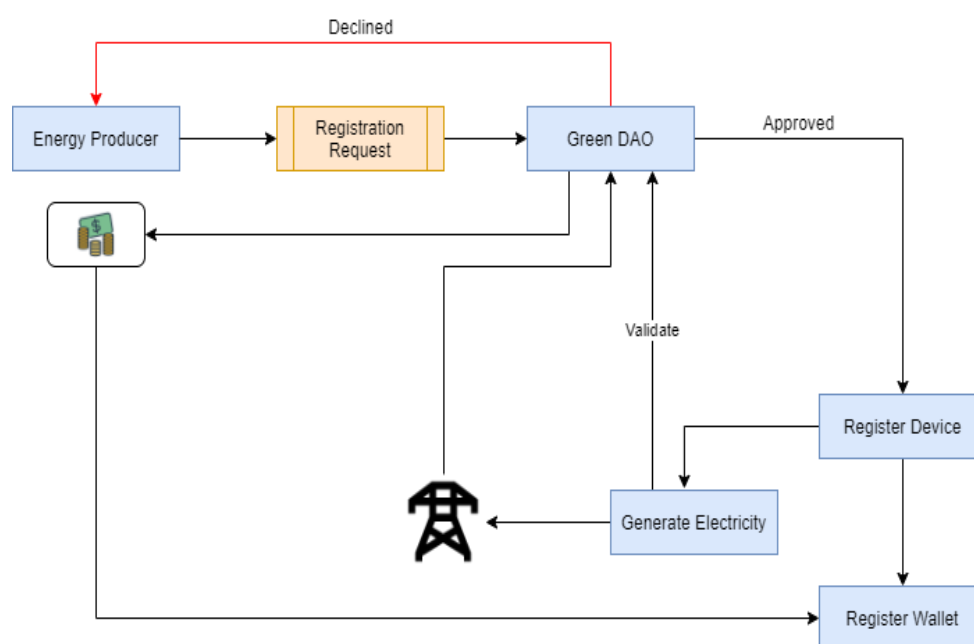 Declined
Energy Producer
Registration
Request
Green DAO
Approved
$
Validate
Register Device
Generate Electricity
Register Wallet